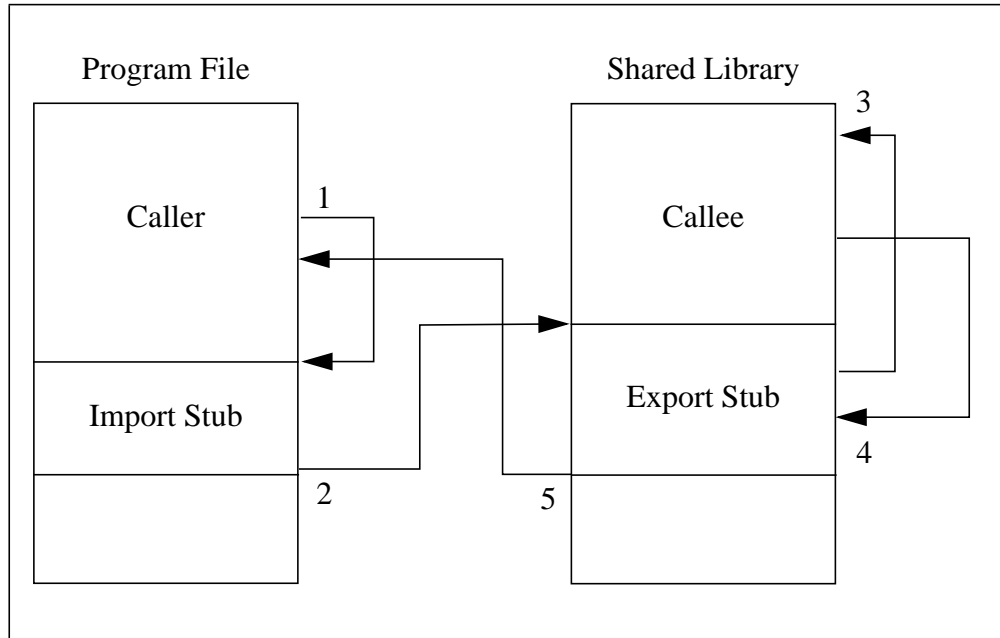 Program File
Shared Library
3
1
Caller
Callee
Import Stub
Export Stub
4
2
5